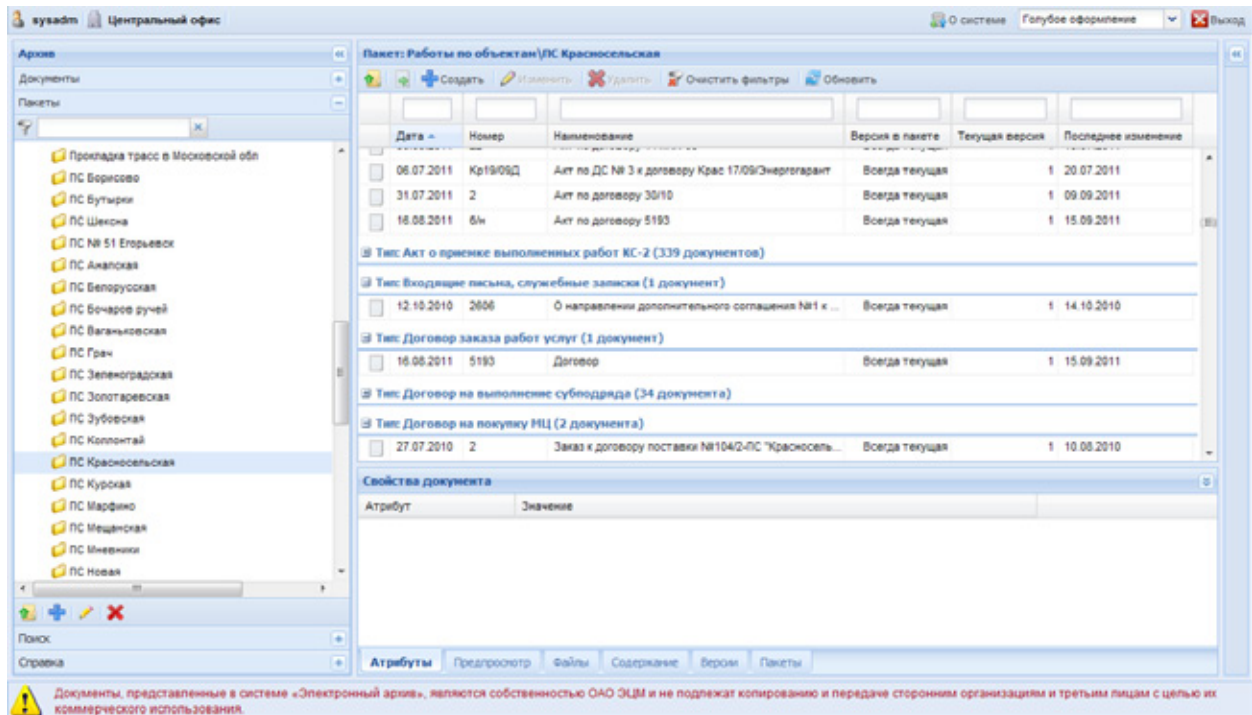 sysadm Центральный офис О системе Голубое оформление Выход
Архив
Документы
Пакеты
Прокладка трасс в Московской обл
ПС Борисово
ПС Бутырки
ПС Шексна
ПС № 51 Егорьевск
ПС Анапская
ПС Белорусская
ПС Бочаров ручей
ПС Ваганьковская
ПС Грач
ПС Зеленоградская
ПС Золотаревская
ПС Зубовская
ПС Коллонтай
ПС Красносельская
ПС Курская
ПС Марфино
ПС Мещанская
ПС Мневники
ПС Новая
Поиск
Справка
Пакет: Работы по объектан\ПС Красносельская
Создать Изменить Удалить Очистить фильтры Обновить
Дата Номер Наименование Версия в пакете Текущая версия Последнее изменение
06.07.2011 Кр19/09Д Акт по ДС № 3 к договору Крас 17/09/Энергогарант Всегда текущая 1 20.07.2011
31.07.2011 2 Акт по договору 30/10 Всегда текущая 1 09.09.2011
16.08.2011 б/н Акт по договору 5193 Всегда текущая 1 15.09.2011
Тип: Акт о приемке выполненных работ КС-2 (339 документов)
Тип: Входящие письма, служебные записки (1 документ)
12.10.2010 2606 О направлении дополнительного соглашения №1 к ... Всегда текущая 1 14.10.2010
Тип: Договор заказа работ услуг (1 документ)
16.08.2011 5193 Договор Всегда текущая 1 15.09.2011
Тип: Договор на выполнение субподряда (34 документа)
Тип: Договор на покупку МЦ (2 документа)
27.07.2010 2 Заказ к договору поставки №104/2-ПС "Красносель... Всегда текущая 1 10.08.2010
Свойства документа
Атрибут Значение
Атрибуты Предпросмотр Файлы Содержание Версии Пакеты
Документы, представленные в системе «Электронный архив», являются собственностью ОАО ЭЦМ и не подлежат копированию и передаче сторонним организациям и третьим лицам с целью их
коммерческого использования.